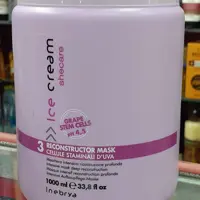 Ice cream
shecare
GRAPE
STEM CELLS
pH 4,5
3 RECONSTRUCTOR MASK
CELLULE STAMINALI D'UVA
1000 ml e 33,8 fl oz
inebrya